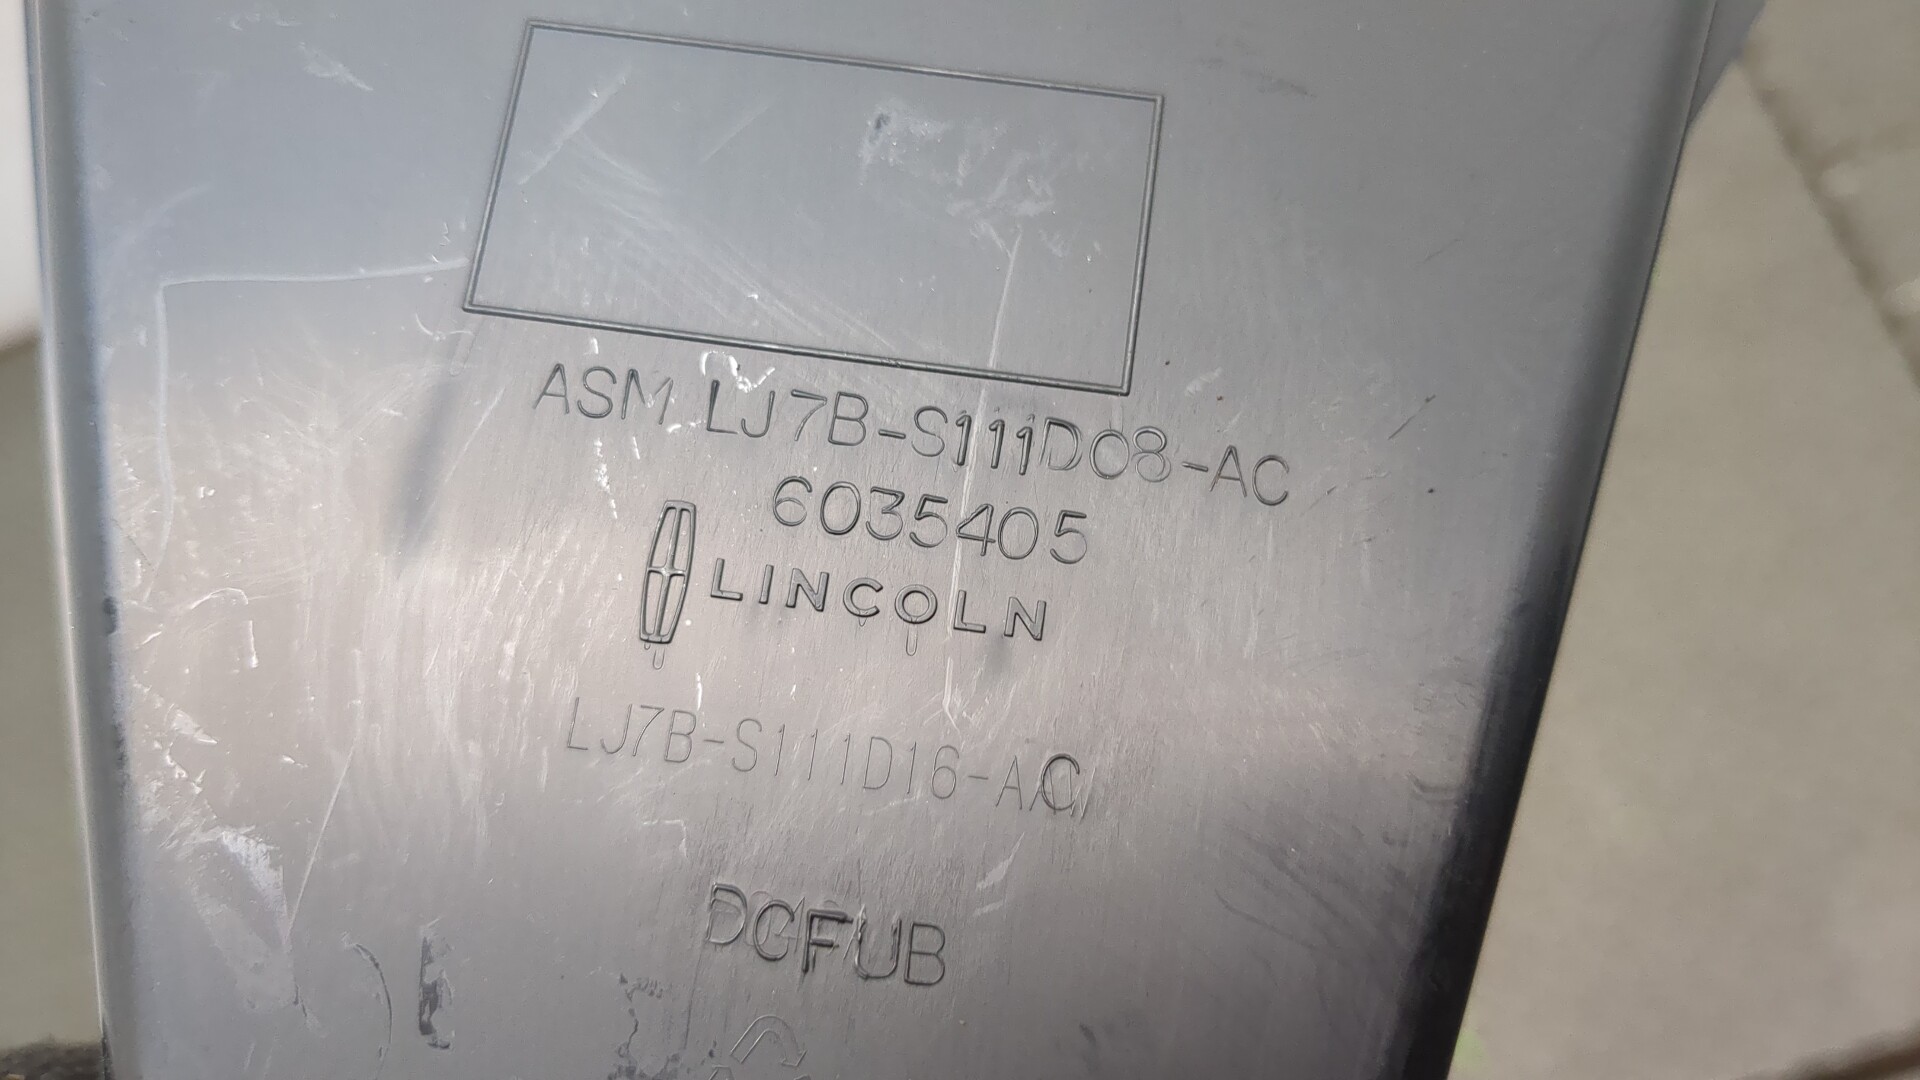 ASM LJ7B-S111D08-AC
6035405
LINCOLN
LJ7B-S111D16-AC
DCFUB